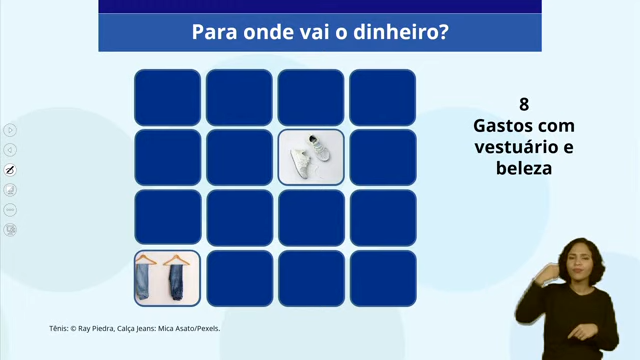 Para onde vai o dinheiro?
8
Gastos com
vestuário e
beleza
Tênis: © Ray Piedra, Calça Jeans: Mica Asato/Pexels.